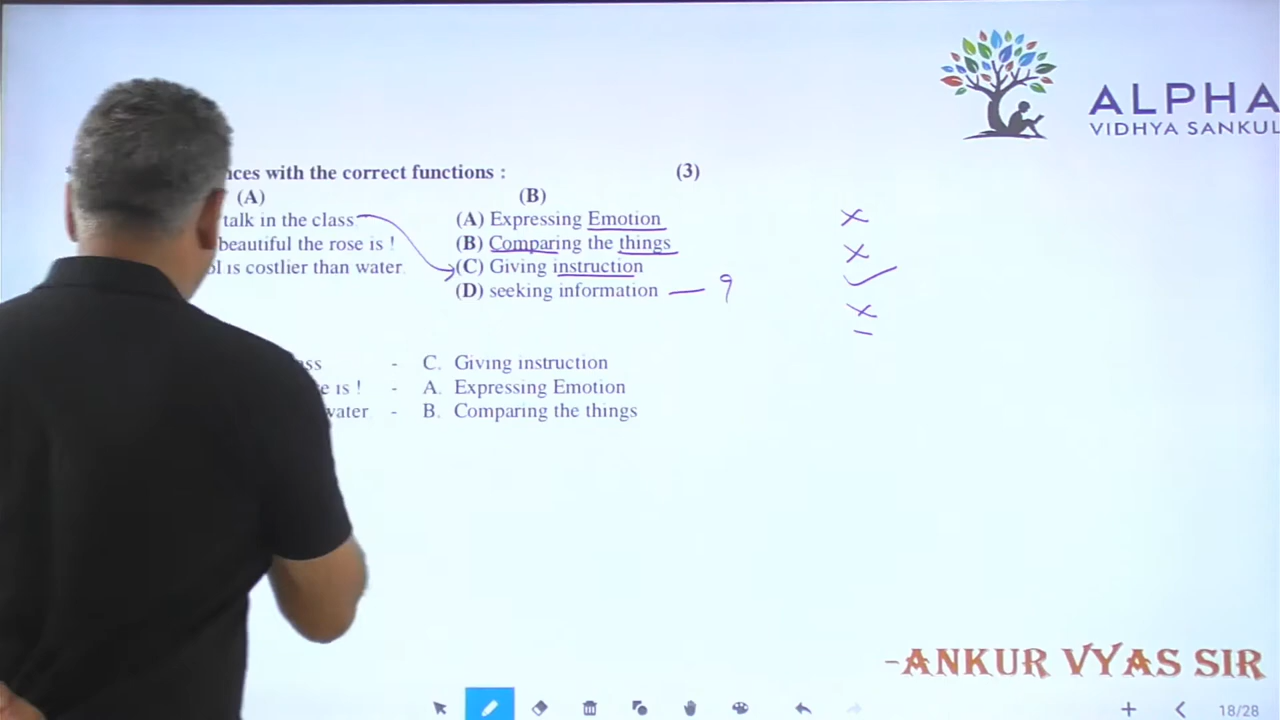 ALPHA
VIDHYA SANKUL
with the correct functions : (3)
(A) (B)
talk in the class (A) Expressing Emotion
beautiful the rose is ! (B) Comparing the things
is costlier than water (C) Giving instruction
(D) seeking information
- C. Giving instruction
is ! - A. Expressing Emotion
water - B. Comparing the things
-ANKUR VYAS SIR
18/28